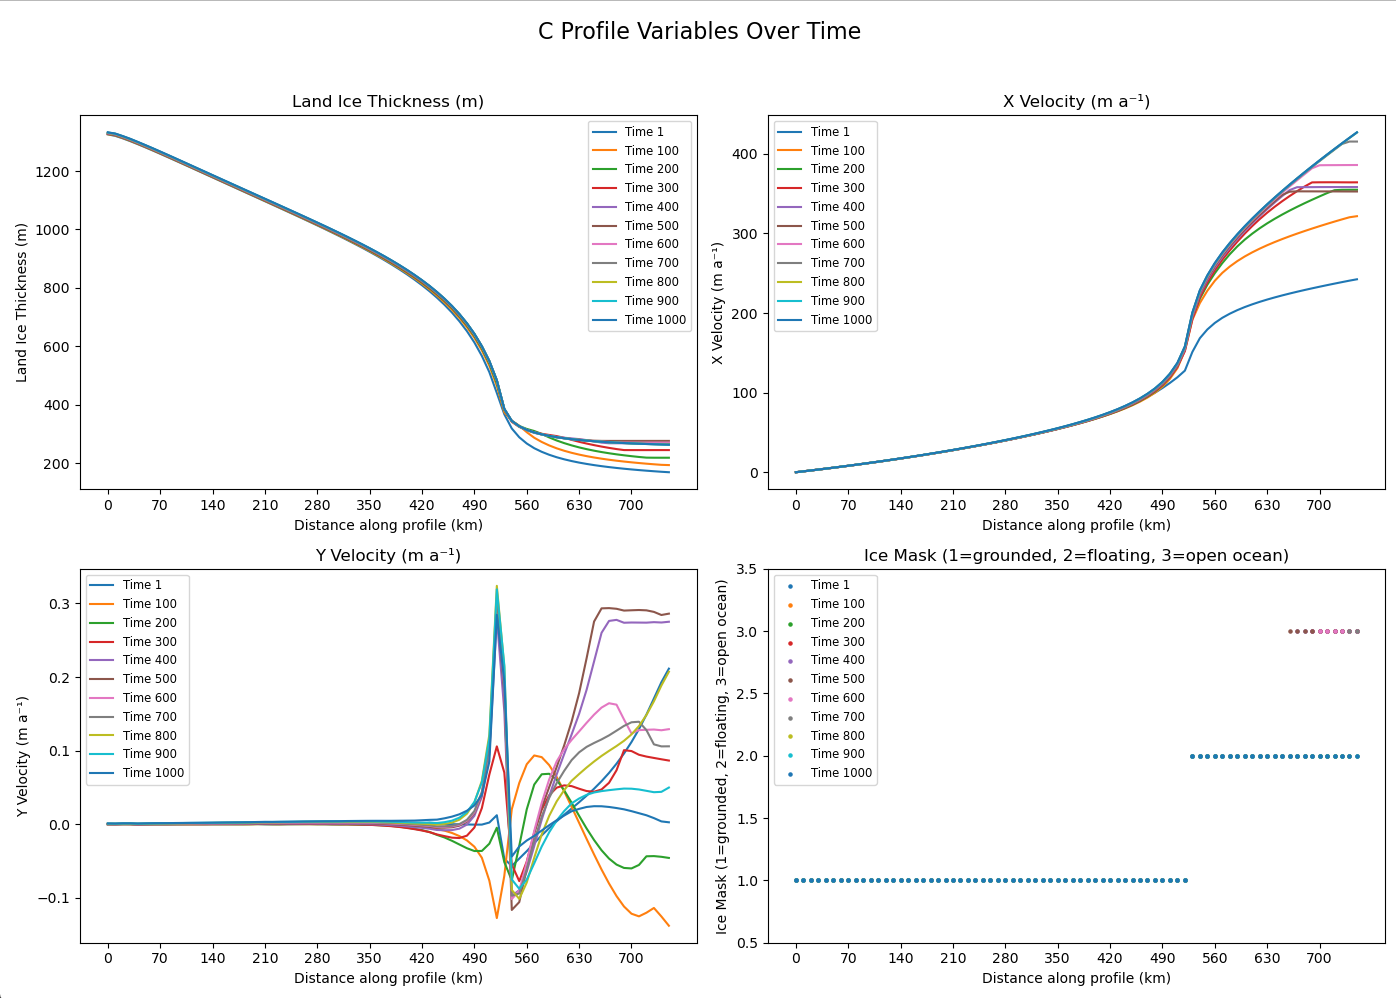 C Profile Variables Over Time
Land Ice Thickness (m)
Land Ice Thickness (m)
1200
1000
800
600
400
200
Time 1
Time 100
Time 200
Time 300
Time 400
Time 500
Time 600
Time 700
Time 800
Time 900
Time 1000
0 70 140 210 280 350 420 490 560 630 700
Distance along profile (km)
X Velocity (m a⁻¹)
X Velocity (m a⁻¹)
400
300
200
100
0
Time 1
Time 100
Time 200
Time 300
Time 400
Time 500
Time 600
Time 700
Time 800
Time 900
Time 1000
0 70 140 210 280 350 420 490 560 630 700
Distance along profile (km)
Y Velocity (m a⁻¹)
Y Velocity (m a⁻¹)
0.3
0.2
0.1
0.0
−0.1
Time 1
Time 100
Time 200
Time 300
Time 400
Time 500
Time 600
Time 700
Time 800
Time 900
Time 1000
0 70 140 210 280 350 420 490 560 630 700
Distance along profile (km)
Ice Mask (1=grounded, 2=floating, 3=open ocean)
Ice Mask (1=grounded, 2=floating, 3=open ocean)
3.5
3.0
2.5
2.0
1.5
1.0
0.5
Time 1
Time 100
Time 200
Time 300
Time 400
Time 500
Time 600
Time 700
Time 800
Time 900
Time 1000
0 70 140 210 280 350 420 490 560 630 700
Distance along profile (km)